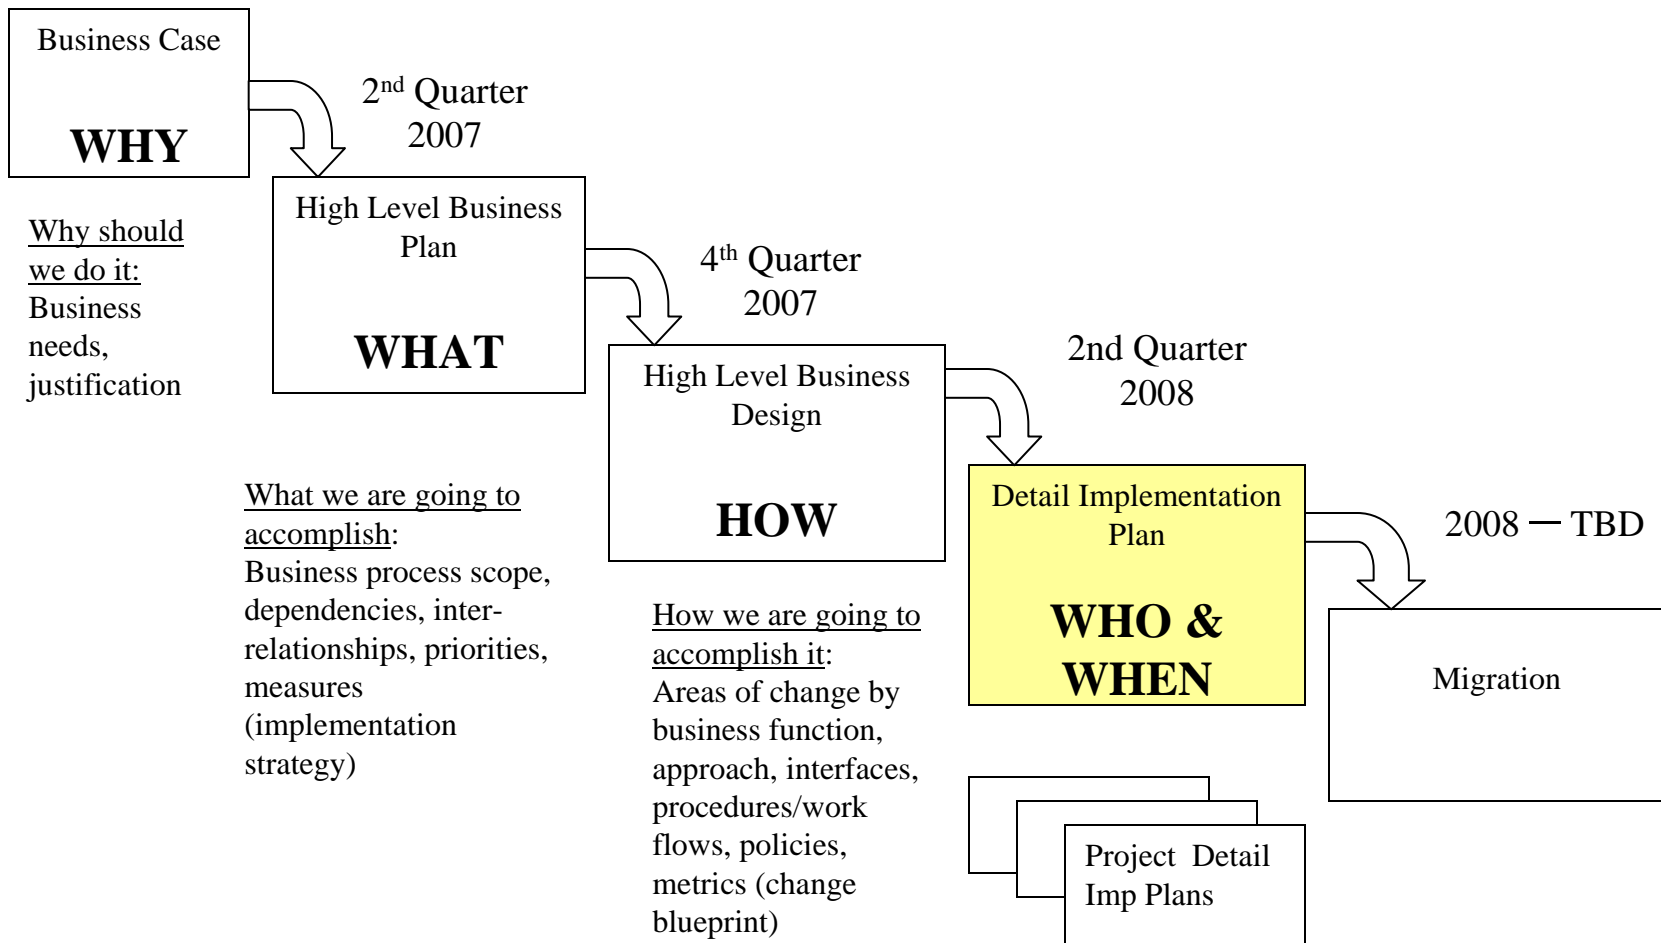 Business Case
WHY
2nd Quarter
2007
Why should
we do it:
Business
needs,
justification
High Level Business
Plan
WHAT
4th Quarter
2007
What we are going to
accomplish:
Business process scope,
dependencies, inter-
relationships, priorities,
measures
(implementation
strategy)
High Level Business
Design
HOW
2nd Quarter
2008
How we are going to
accomplish it:
Areas of change by
business function,
approach, interfaces,
procedures/work
flows, policies,
metrics (change
blueprint)
Detail Implementation
Plan
WHO &
WHEN
2008 — TBD
Project Detail
Imp Plans
Migration